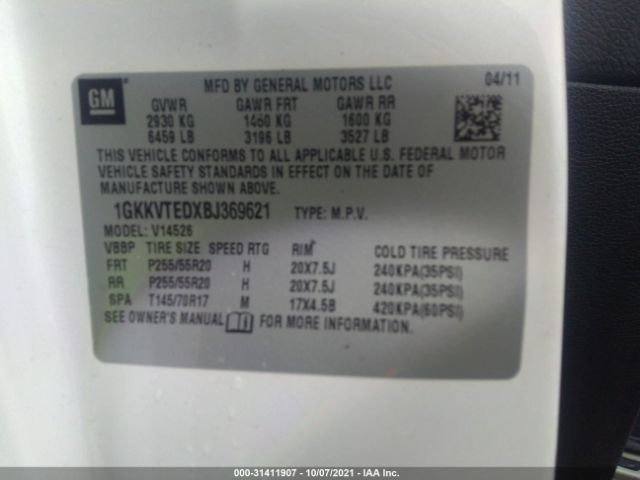 GM
MFD BY GENERAL MOTORS LLC 04/11
GVWR GAWR FRT GAWR RR
2930 KG 1460 KG 1600 KG
6459 LB 3196 LB 3527 LB
THIS VEHICLE CONFORMS TO ALL APPLICABLE U.S. FEDERAL MOTOR
VEHICLE SAFETY STANDARDS IN EFFECT ON THE DATE OF
MANUFACTURE SHOWN ABOVE.
1GKKVTEDXBJ369621 TYPE: M.P.V.
MODEL: V14526
VBBP TIRE SIZE SPEED RTG RIM COLD TIRE PRESSURE
FRT P255/55R20 H 20X7.5J 240KPA(35PSI)
RR P255/55R20 H 20X7.5J 240KPA(35PSI)
SPA T145/70R17 M 17X4.5B 420KPA(60PSI)
SEE OWNER'S MANUAL FOR MORE INFORMATION.
000-31411907 - 10/07/2021 - IAA Inc.